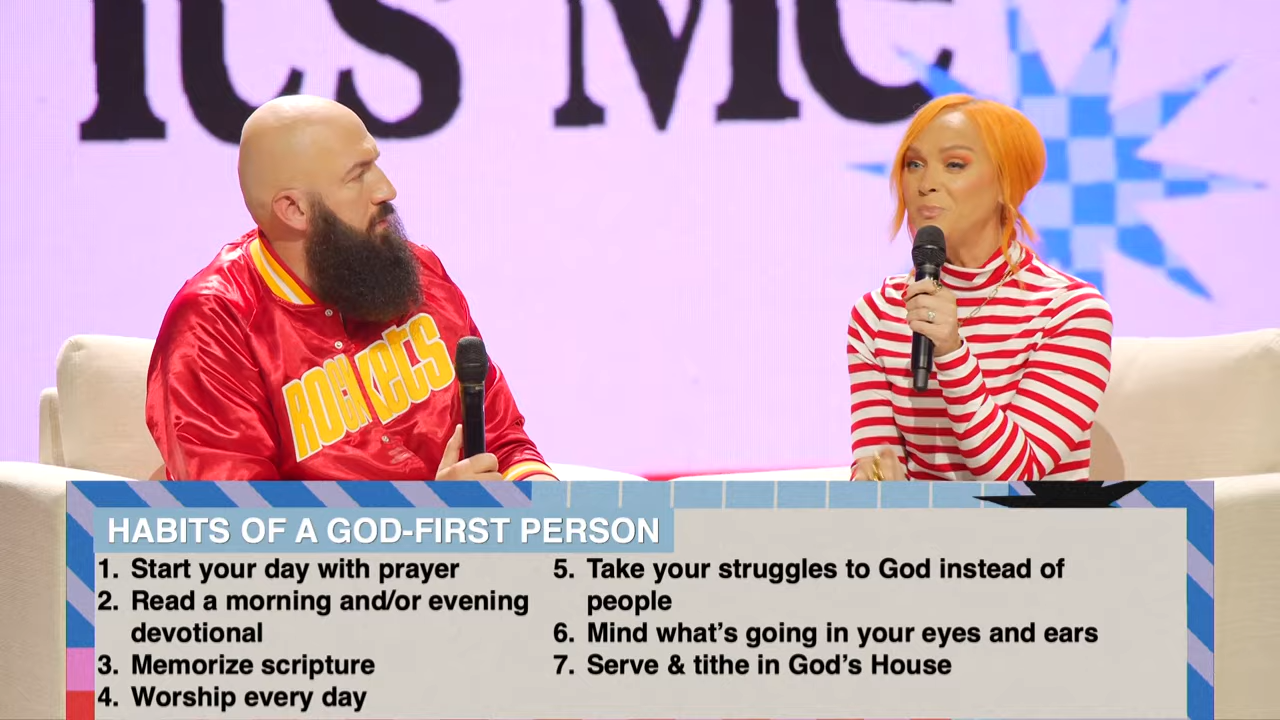 It's Me
ROCKETS
HABITS OF A GOD-FIRST PERSON
1. Start your day with prayer
2. Read a morning and/or evening
devotional
3. Memorize scripture
4. Worship every day
5. Take your struggles to God instead of
people
6. Mind what's going in your eyes and ears
7. Serve & tithe in God's House